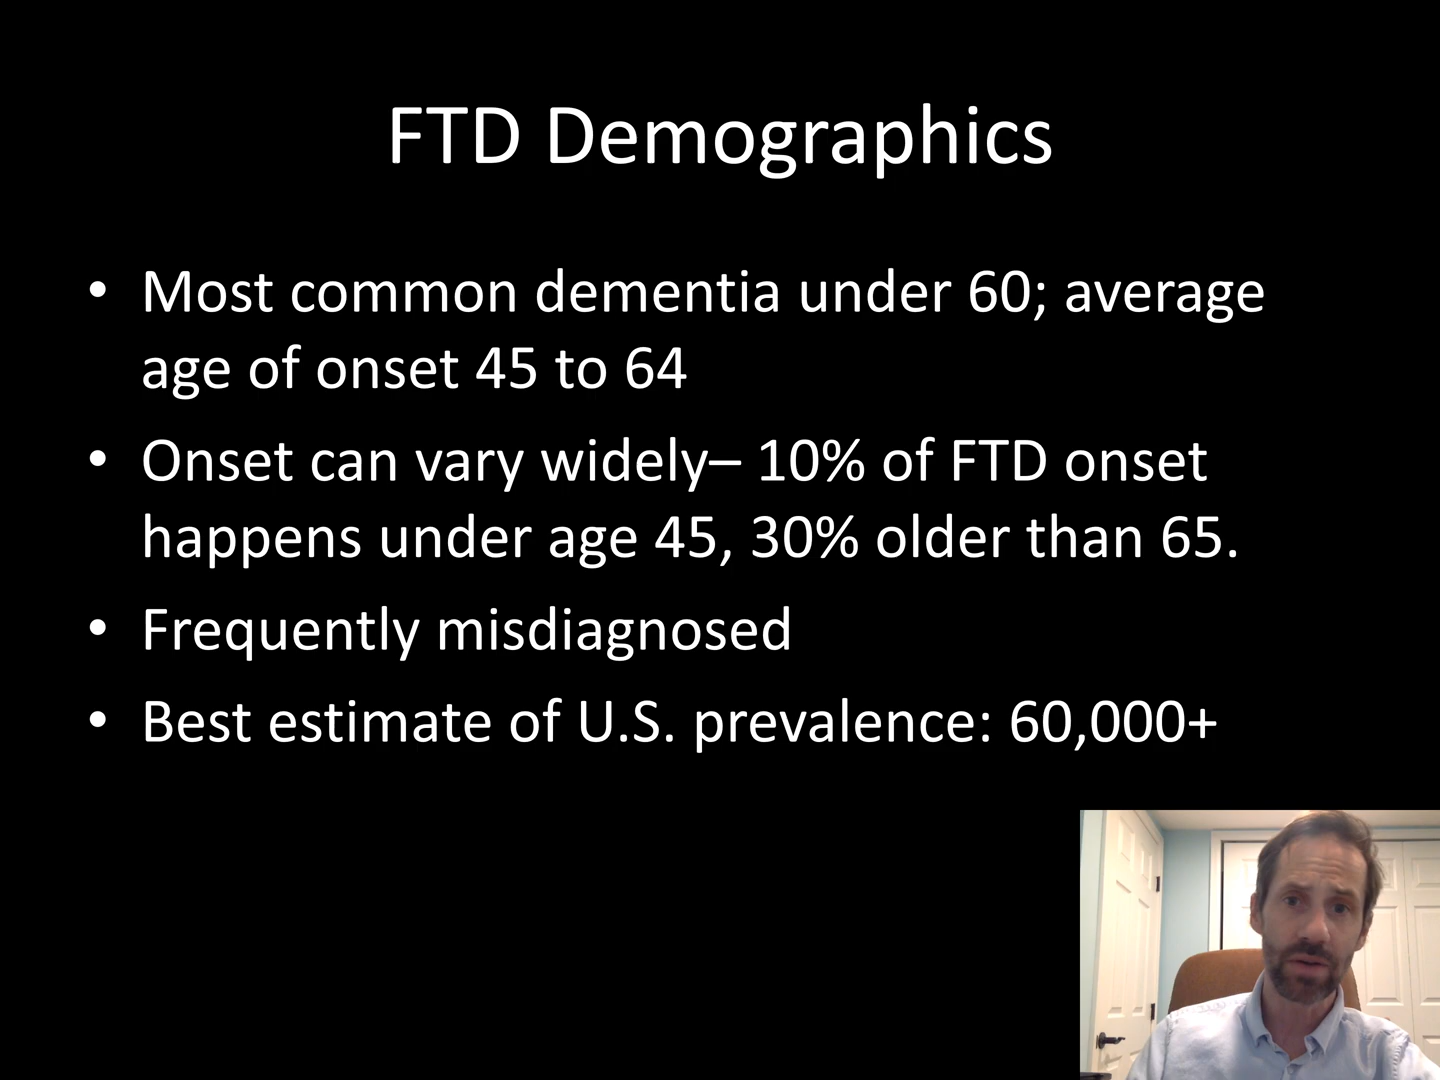 FTD Demographics
• Most common dementia under 60; average
age of onset 45 to 64
• Onset can vary widely– 10% of FTD onset
happens under age 45, 30% older than 65.
• Frequently misdiagnosed
• Best estimate of U.S. prevalence: 60,000+